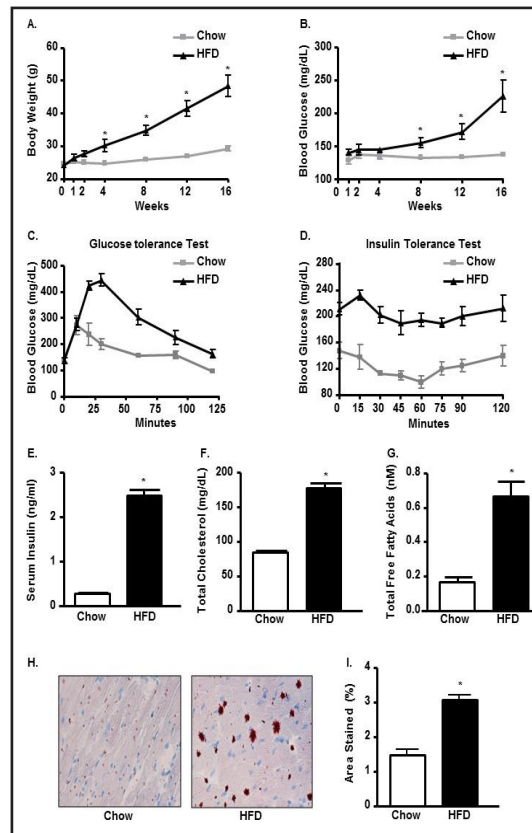 A.
Chow
HFD
Body Weight (g)
60
50
40
30
20
*
*
*
*
0 1 2 4 8 12 16
Weeks
B.
Chow
HFD
Blood Glucose (mg/dL)
300
250
200
150
100
*
*
*
0 1 2 4 8 12 16
Weeks
C.
Glucose tolerance Test
Chow
HFD
Blood Glucose (mg/dL)
500
400
300
200
100
0
0 25 50 75 100 125
Minutes
D.
Insulin Tolerance Test
Chow
HFD
Blood Glucose (mg/dL)
280
240
200
160
120
80
0 15 30 45 60 75 90 120
Minutes
E.
Serum Insulin (ng/ml)
3
2
1
0
*
Chow HFD
F.
Total Cholesterol (mg/dL)
200
150
100
50
0
*
Chow HFD
G.
Total Free Fatty Acids (nM)
0.8
0.6
0.4
0.2
0
*
Chow HFD
H.
Chow
HFD
I.
Area Stained (%)
4
3
2
1
0
*
Chow HFD